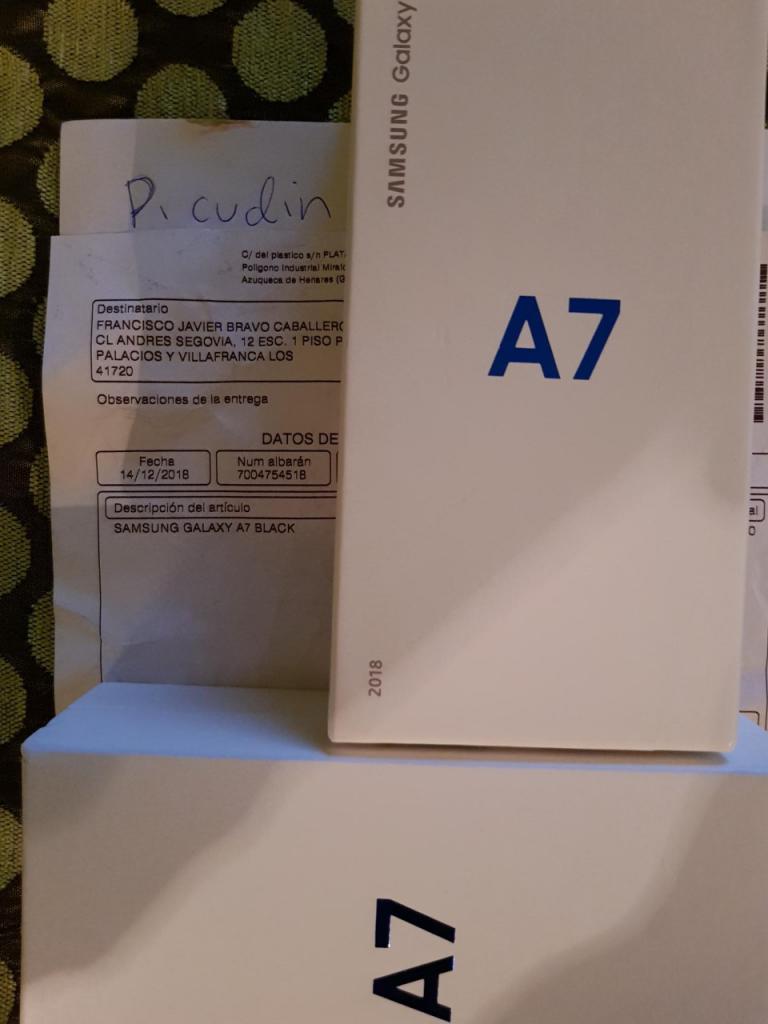 SAMSUNG Galaxy
A7
2018
P. cudin
C/ del plastico s/n
Poligono Industrial
Azuqueca de Henares
Destinatario
FRANCISCO JAVIER BRAVO
CL ANDRES SEGOVIA, 12 ESC. 1 PISO
PALACIOS Y VILLAFRANCA LOS
41720
Observaciones de la entrega
DATOS DE
Fecha
14/12/2018
Num albarán
7004754518
Descripción del artículo
SAMSUNG GALAXY A7 BLACK
A7